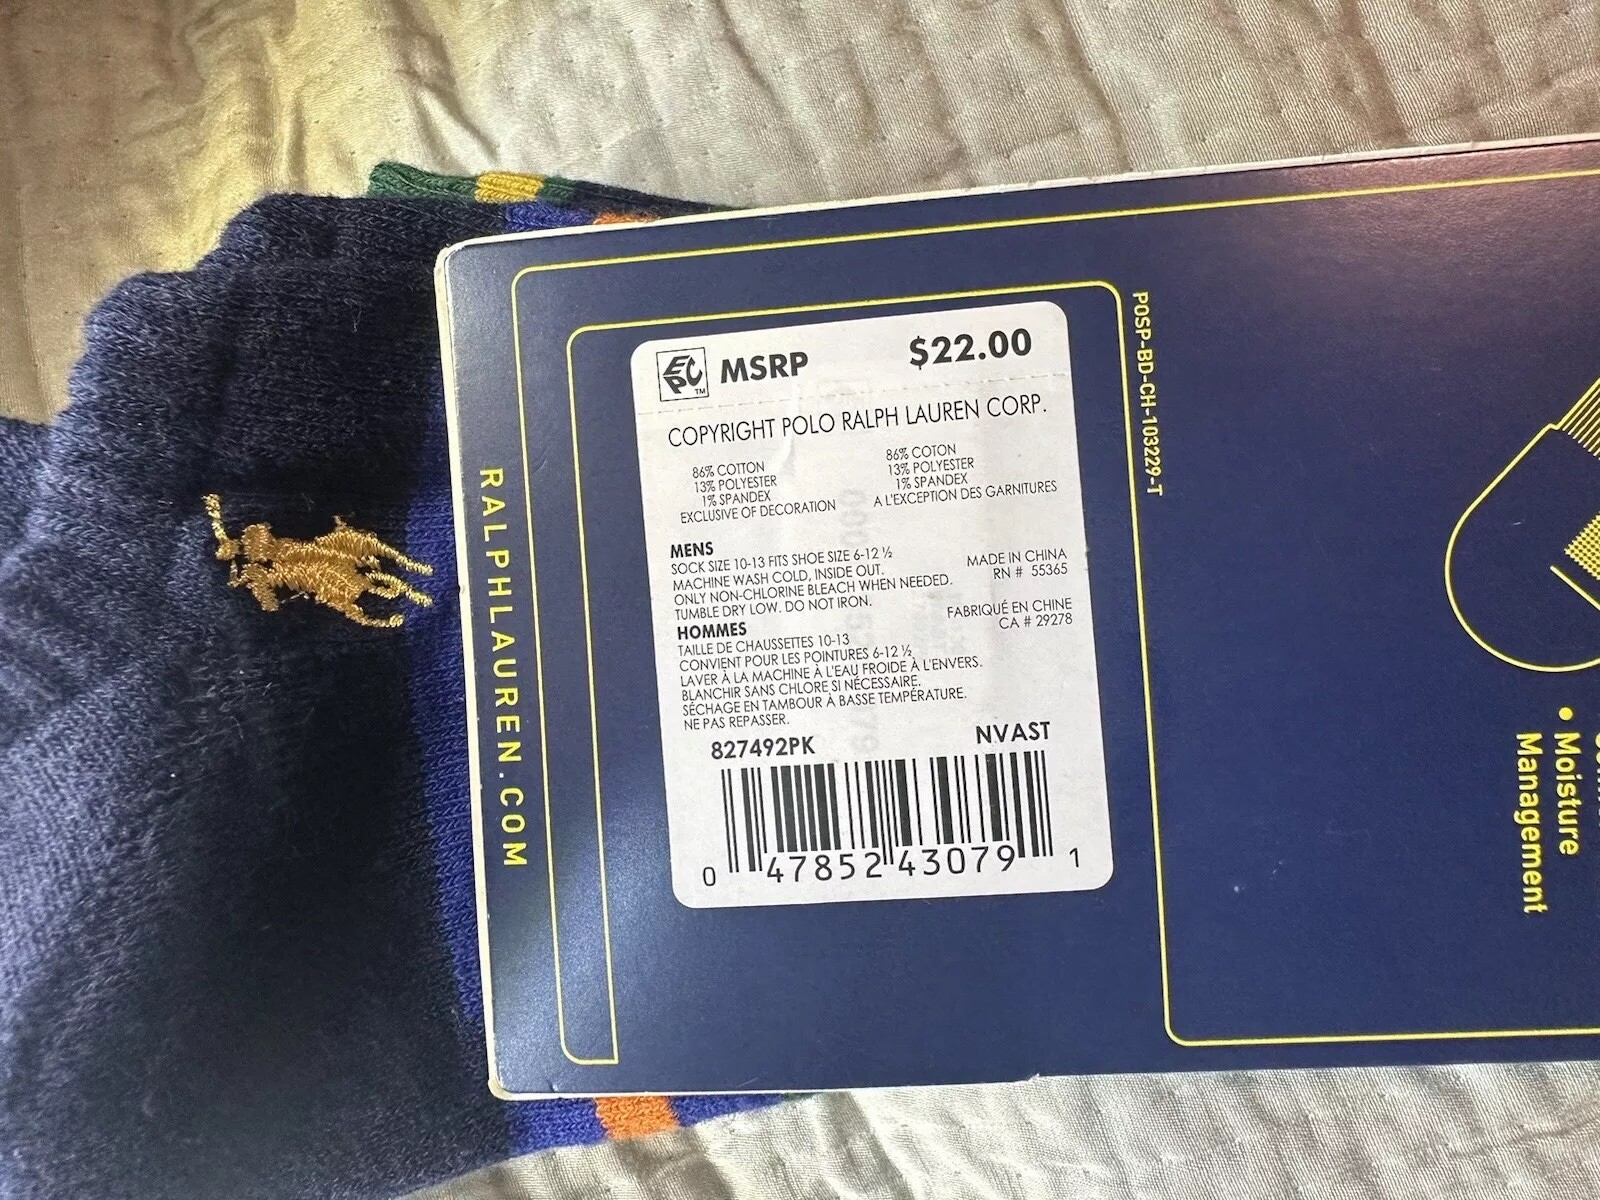 EPC TM MSRP $22.00
COPYRIGHT POLO RALPH LAUREN CORP.
86% COTTON
13% POLYESTER
1% SPANDEX
EXCLUSIVE OF DECORATION
86% COTON
13% POLYESTER
1% SPANDEX
A L'EXCEPTION DES GARNITURES
MENS
SOCK SIZE 10-13 FITS SHOE SIZE 6-12 ½
MACHINE WASH COLD, INSIDE OUT.
ONLY NON-CHLORINE BLEACH WHEN NEEDED.
TUMBLE DRY LOW. DO NOT IRON.
MADE IN CHINA
RN # 55365
HOMMES
TAILLE DE CHAUSSETTES 10-13
CONVIENT POUR LES POINTURES 6-12 ½
LAVER À LA MACHINE À L'EAU FROIDE À L'ENVERS.
BLANCHIR SANS CHLORE SI NÉCESSAIRE.
SÉCHAGE EN TAMBOUR À BASSE TEMPÉRATURE.
NE PAS REPASSER.
FABRIQUÉ EN CHINE
CA # 29278
827492PK NVAST
0 47852 43079 1
RALPHLAUREN.COM
POSP-BD-CH-103229-T
• Moisture
Management